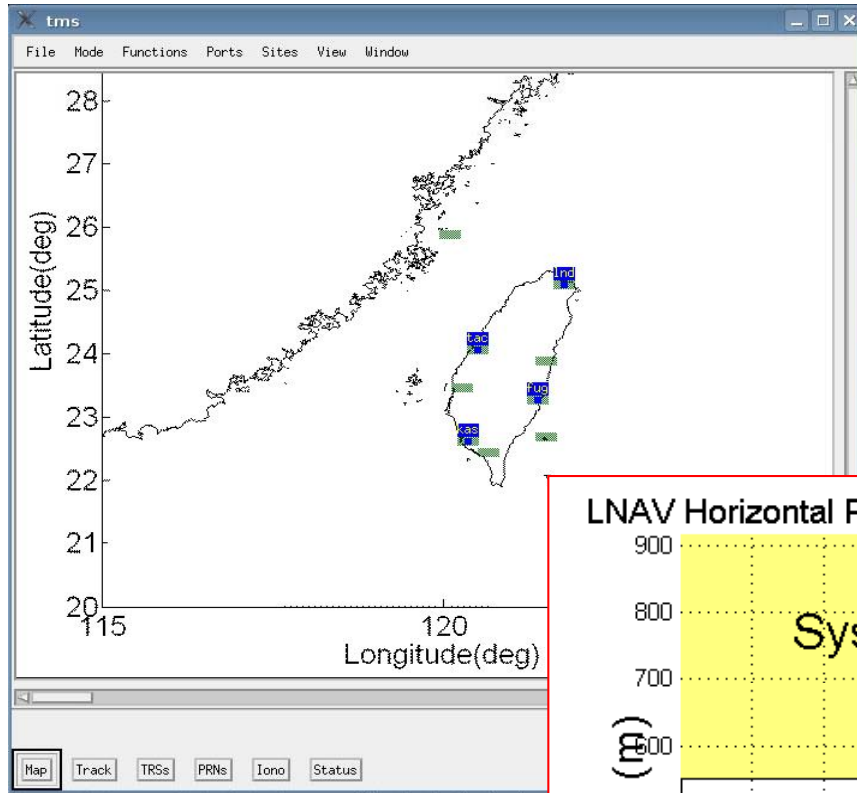 tms
File Mode Functions Ports Sites View Window
28
27
Latitude(deg)
26
25
24
23
22
21
20
lnd
tac
fug
kas
115
120
Longitude(deg)
Map Track TRSs PRNs Iono Status
LNAV Horizontal P
900
800
Sys
700
(m)
600